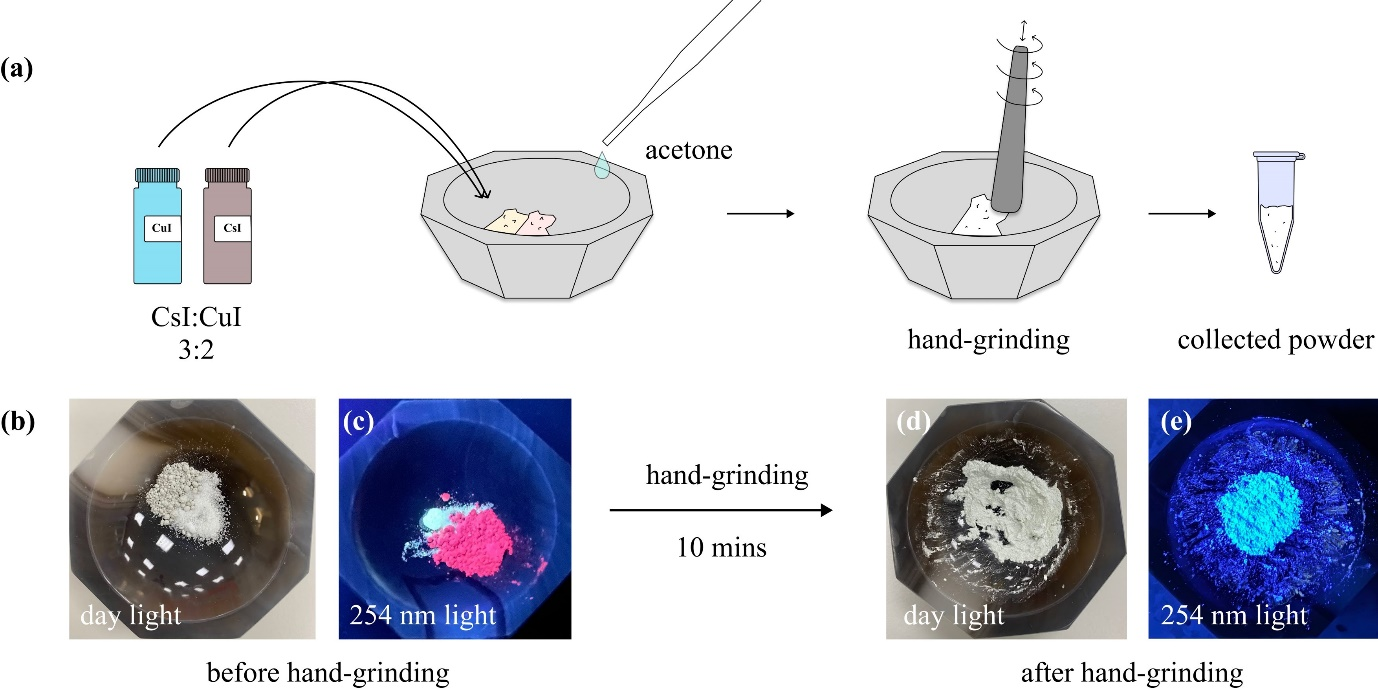 (a)
acetone
CuI
CsI
CsI:CuI
3:2
hand-grinding
collected powder
(b)
(c)
(d)
(e)
hand-grinding
10 mins
day light
254 nm light
day light
254 nm light
before hand-grinding
after hand-grinding